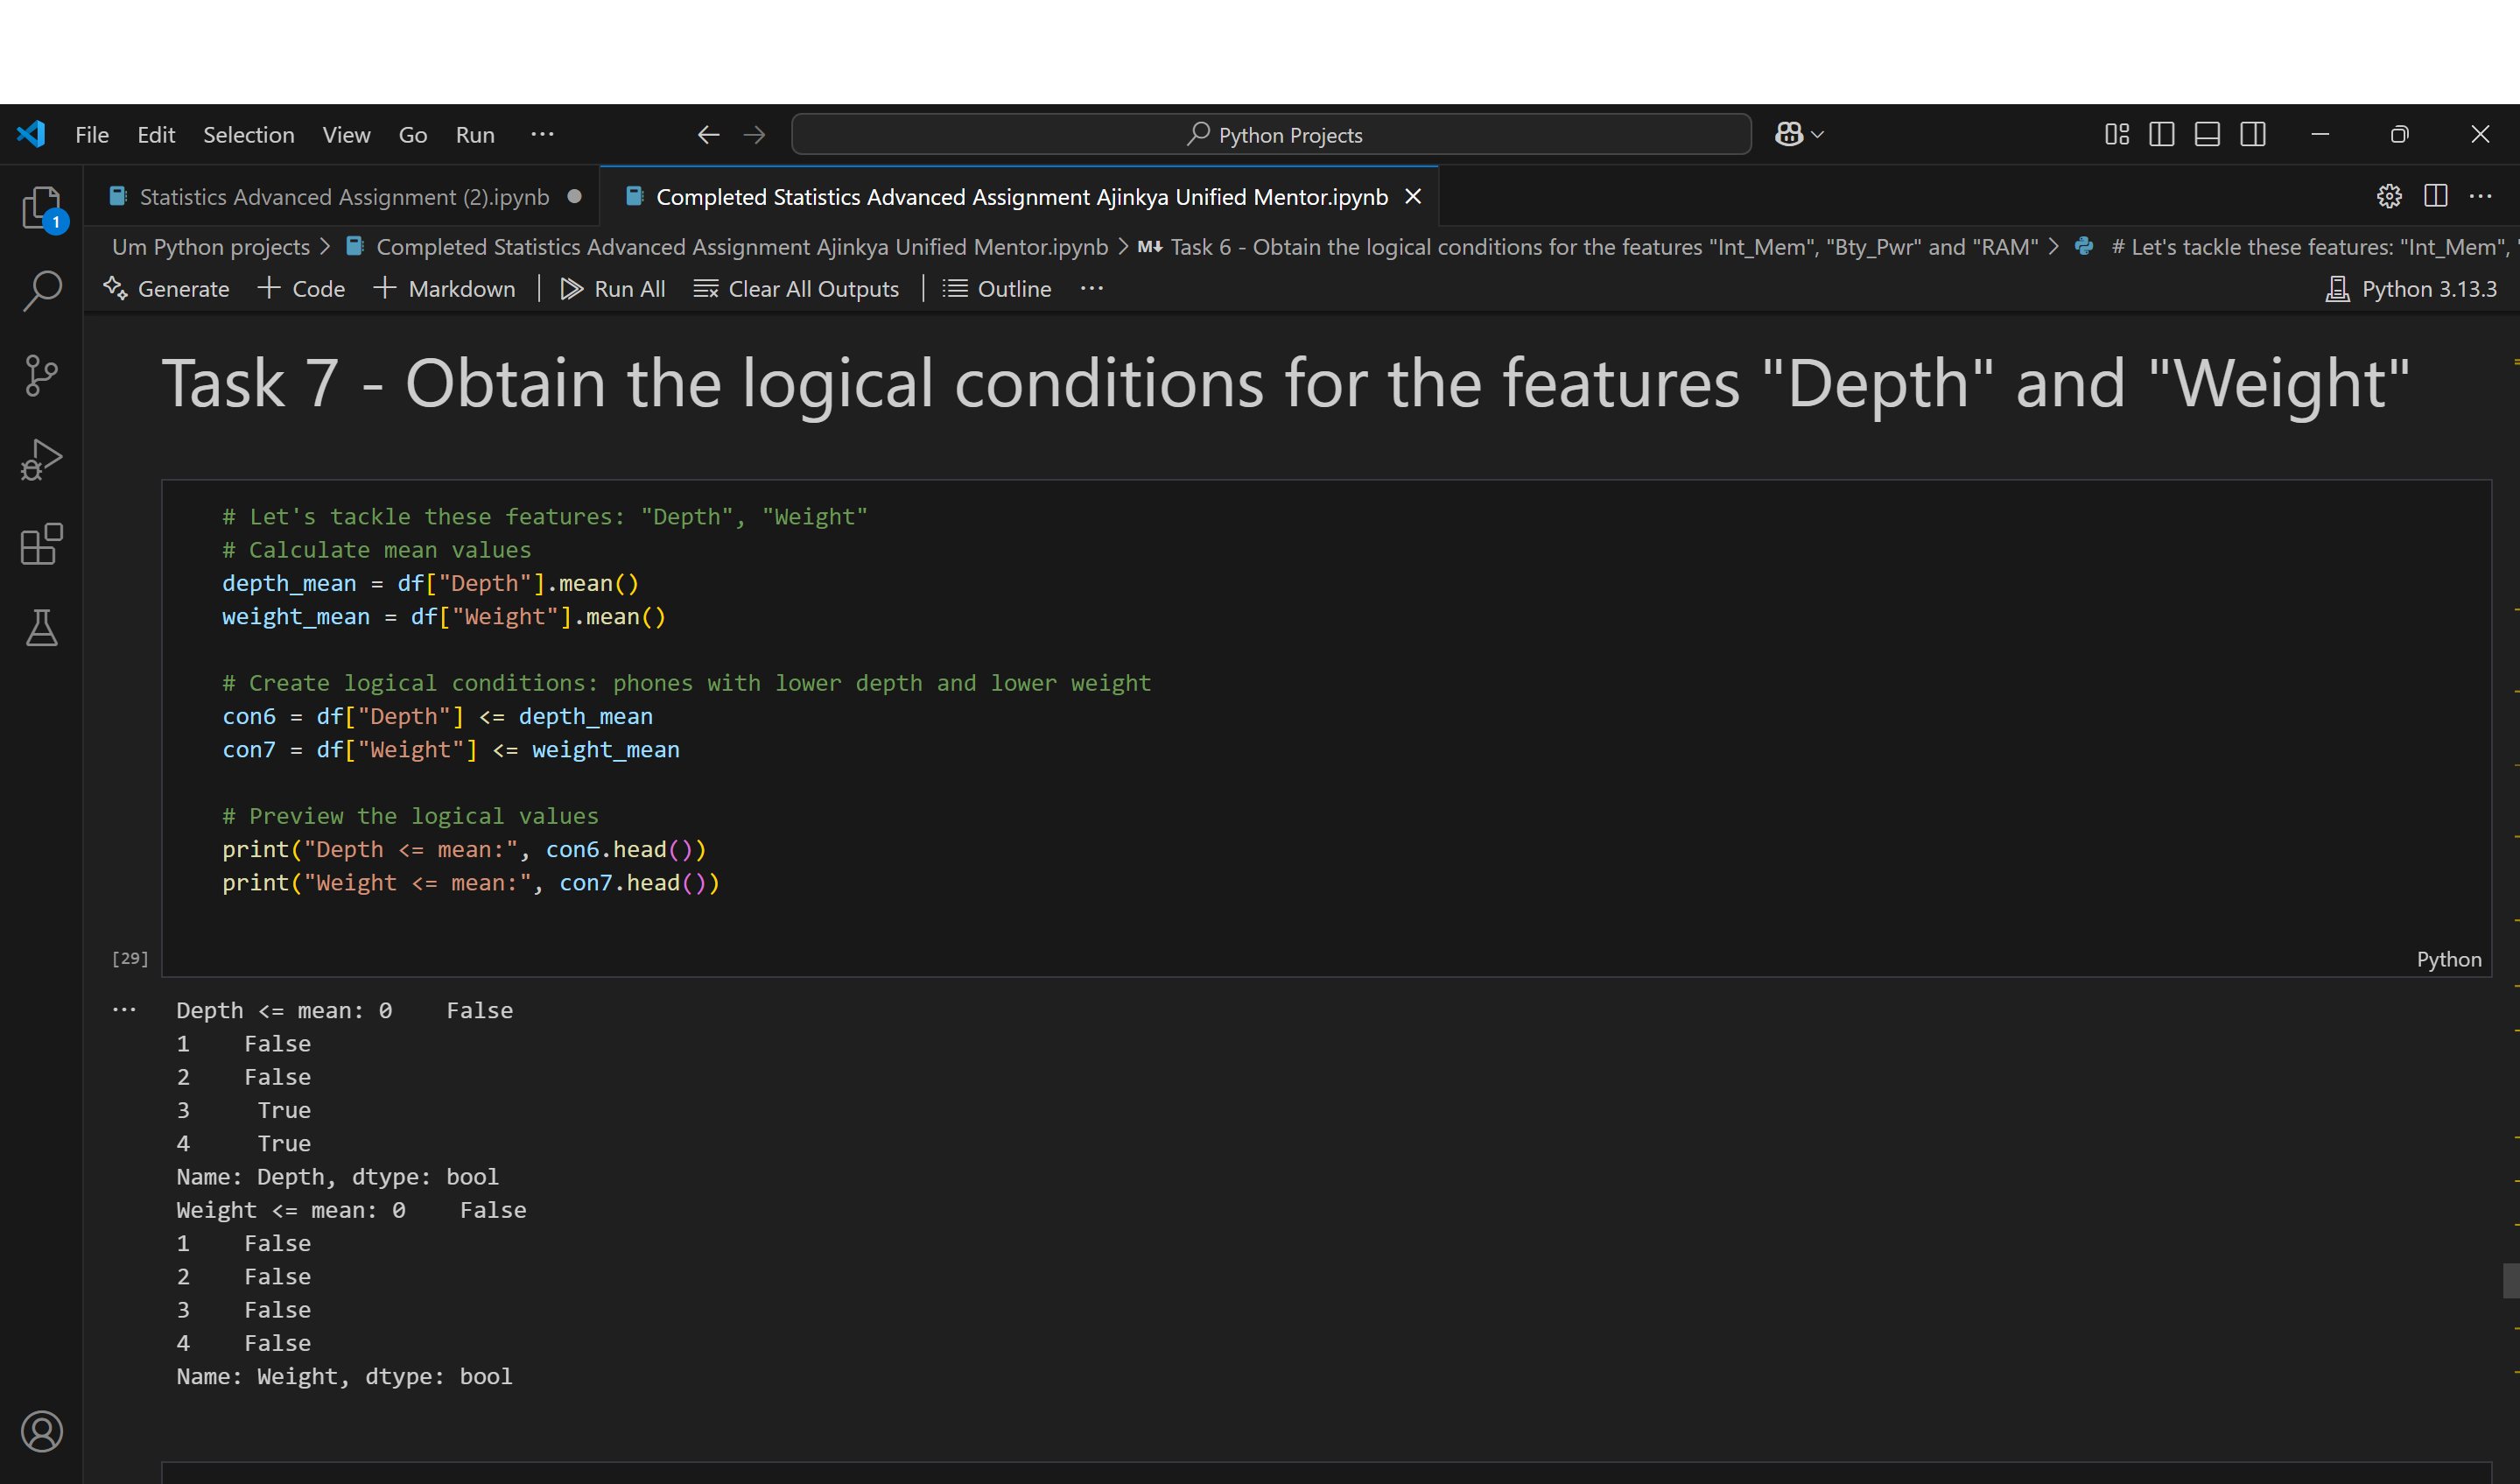 File Edit Selection View Go Run ... Python Projects
Statistics Advanced Assignment (2).ipynb Completed Statistics Advanced Assignment Ajinkya Unified Mentor.ipynb
1
Um Python projects > Completed Statistics Advanced Assignment Ajinkya Unified Mentor.ipynb > M↓ Task 6 - Obtain the logical conditions for the features "Int_Mem", "Bty_Pwr" and "RAM" > # Let's tackle these features: "Int_Mem",
Generate + Code + Markdown Run All Clear All Outputs Outline ... Python 3.13.3
Task 7 - Obtain the logical conditions for the features "Depth" and "Weight"
# Let's tackle these features: "Depth", "Weight"
# Calculate mean values
depth_mean = df["Depth"].mean()
weight_mean = df["Weight"].mean()
# Create logical conditions: phones with lower depth and lower weight
con6 = df["Depth"] <= depth_mean
con7 = df["Weight"] <= weight_mean
# Preview the logical values
print("Depth <= mean:", con6.head())
print("Weight <= mean:", con7.head())
[29] Python
... Depth <= mean: 0    False
1    False
2    False
3     True
4     True
Name: Depth, dtype: bool
Weight <= mean: 0    False
1    False
2    False
3    False
4    False
Name: Weight, dtype: bool